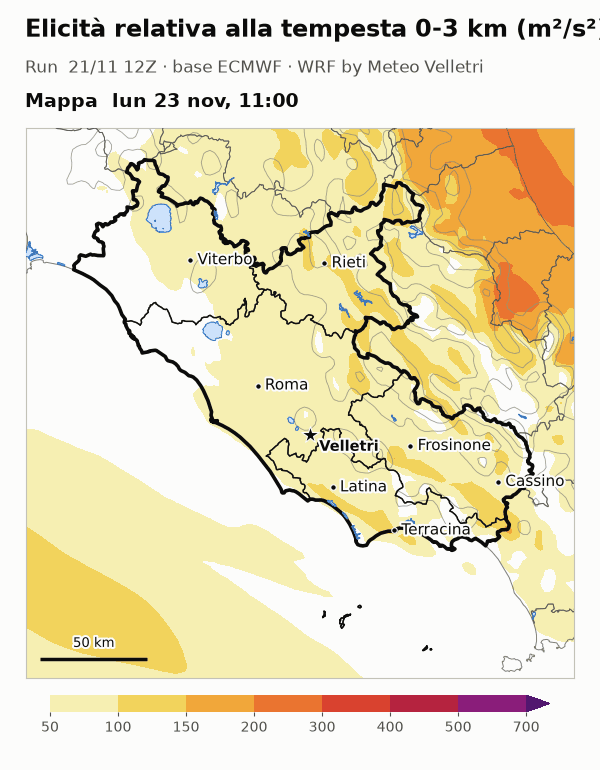 Elicità relativa alla tempesta 0-3 km (m²/s²)
Run  21/11 12Z · base ECMWF · WRF by Meteo Velletri
Mappa  lun 23 nov, 11:00
Viterbo
Rieti
Roma
Velletri
Frosinone
Cassino
Latina
Terracina
50 km
50 100 150 200 300 400 500 700